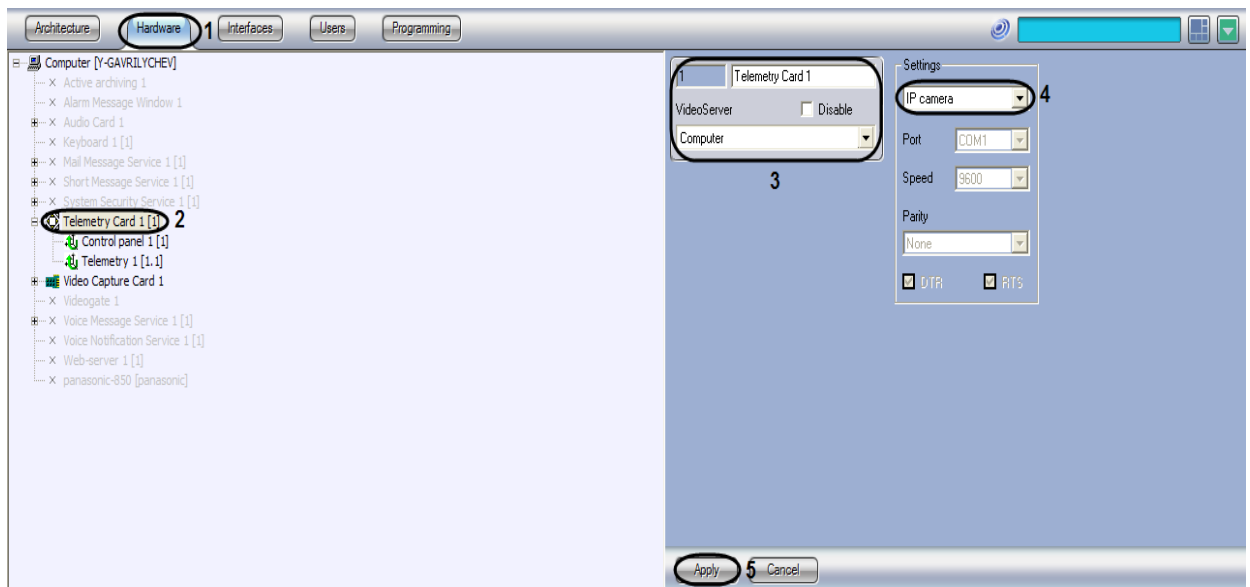 Architecture Hardware 1 Interfaces Users Programming
Computer [Y-GAVRILYCHEV]
Active archiving 1
Alarm Message Window 1
Audio Card 1
Keyboard 1 [1]
Mail Message Service 1 [1]
Short Message Service 1 [1]
System Security Service 1 [1]
Telemetry Card 1 [1] 2
Control panel 1 [1]
Telemetry 1 [1.1]
Video Capture Card 1
Videogate 1
Voice Message Service 1 [1]
Voice Notification Service 1 [1]
Web-server 1 [1]
panasonic-850 [panasonic]
1 Telemetry Card 1
VideoServer Disable
Computer
3
Settings
IP camera 4
Port COM1
Speed 9600
Parity
None
DTR RTS
Apply 5 Cancel